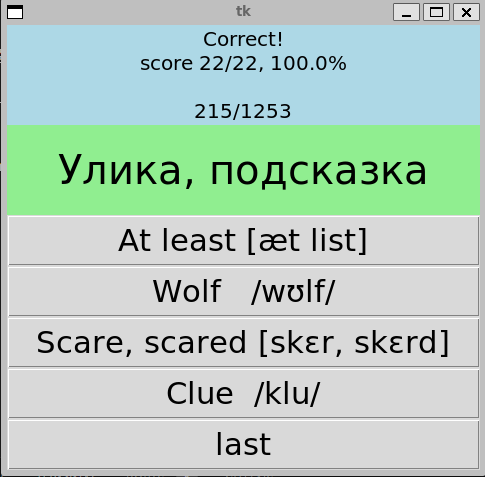 tk
Correct!
score 22/22, 100.0%
215/1253
Улика, подсказка
At least [æt list]
Wolf   /wʊlf/
Scare, scared [skɛr, skɛrd]
Clue  /klu/
last